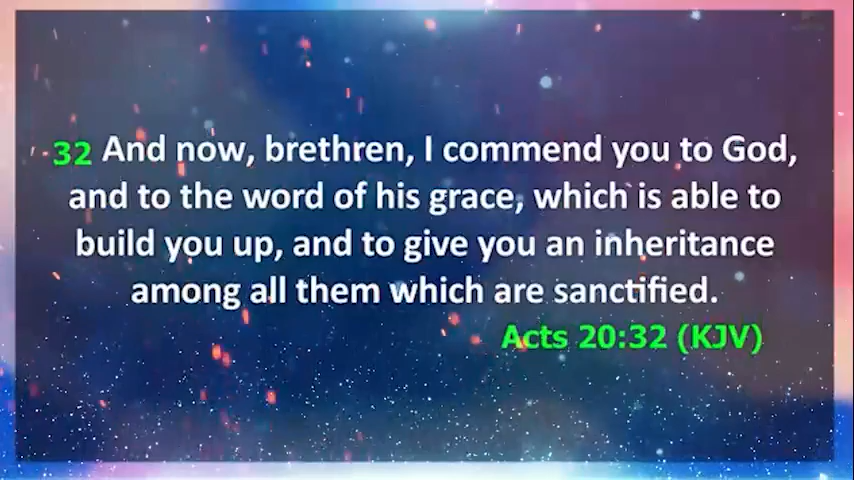 32 And now, brethren, I commend you to God,
and to the word of his grace, which is able to
build you up, and to give you an inheritance
among all them which are sanctified.
Acts 20:32 (KJV)